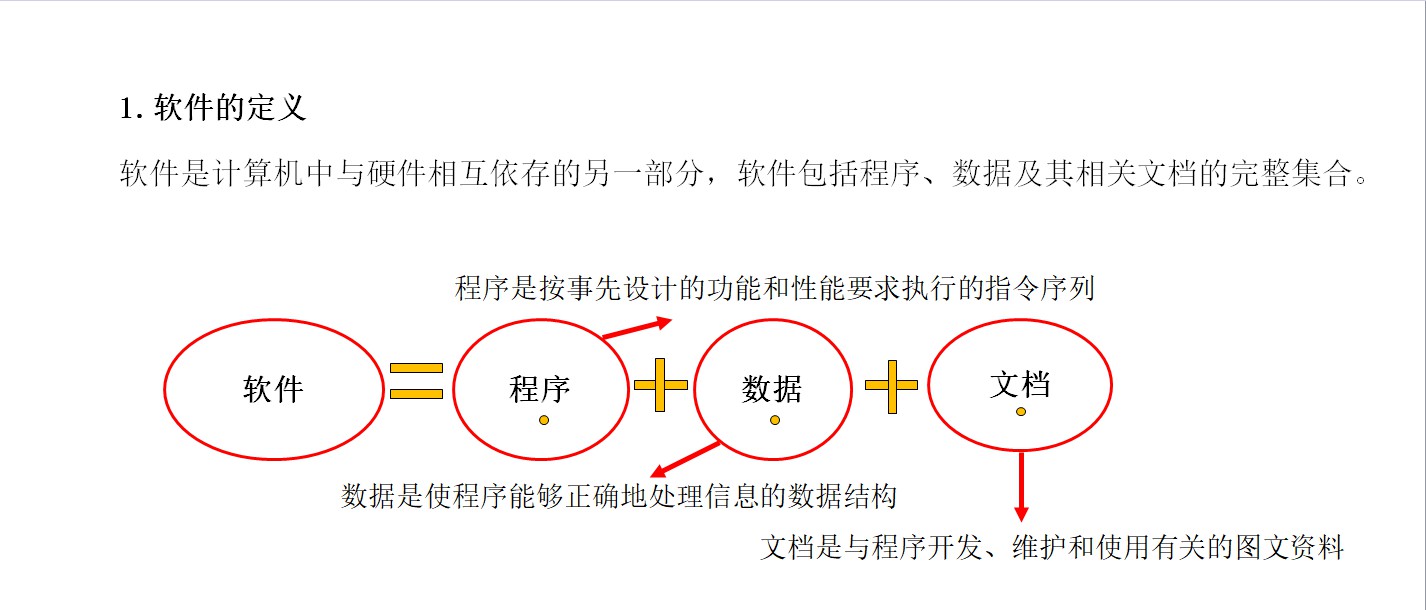 1. 软件的定义
软件是计算机中与硬件相互依存的另一部分，软件包括程序、数据及其相关文档的完整集合。
程序是按事先设计的功能和性能要求执行的指令序列
软件
程序
数据
文档
数据是使程序能够正确地处理信息的数据结构
文档是与程序开发、维护和使用有关的图文资料